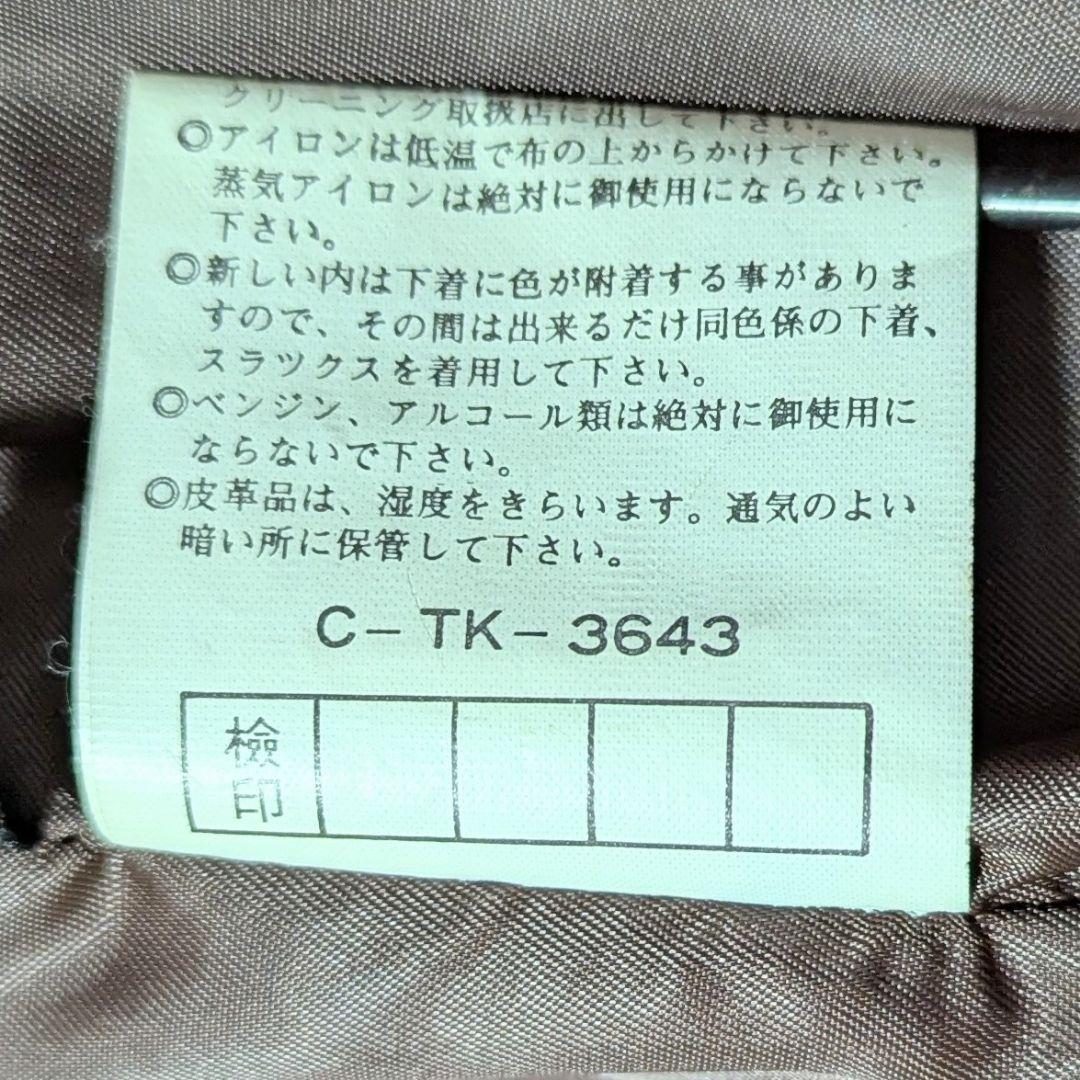 クリーニング取扱店に出して下さい。
◎アイロンは低温で布の上からかけて下さい。
蒸気アイロンは絶対に御使用にならないで
下さい。
◎新しい内は下着に色が附着する事がありま
すので、その間は出来るだけ同色係の下着、
スラツクスを着用して下さい。
◎ベンジン、アルコール類は絶対に御使用に
ならないで下さい。
◎皮革品は、湿度をきらいます。通気のよい
暗い所に保管して下さい。
C-TK-3643
検印